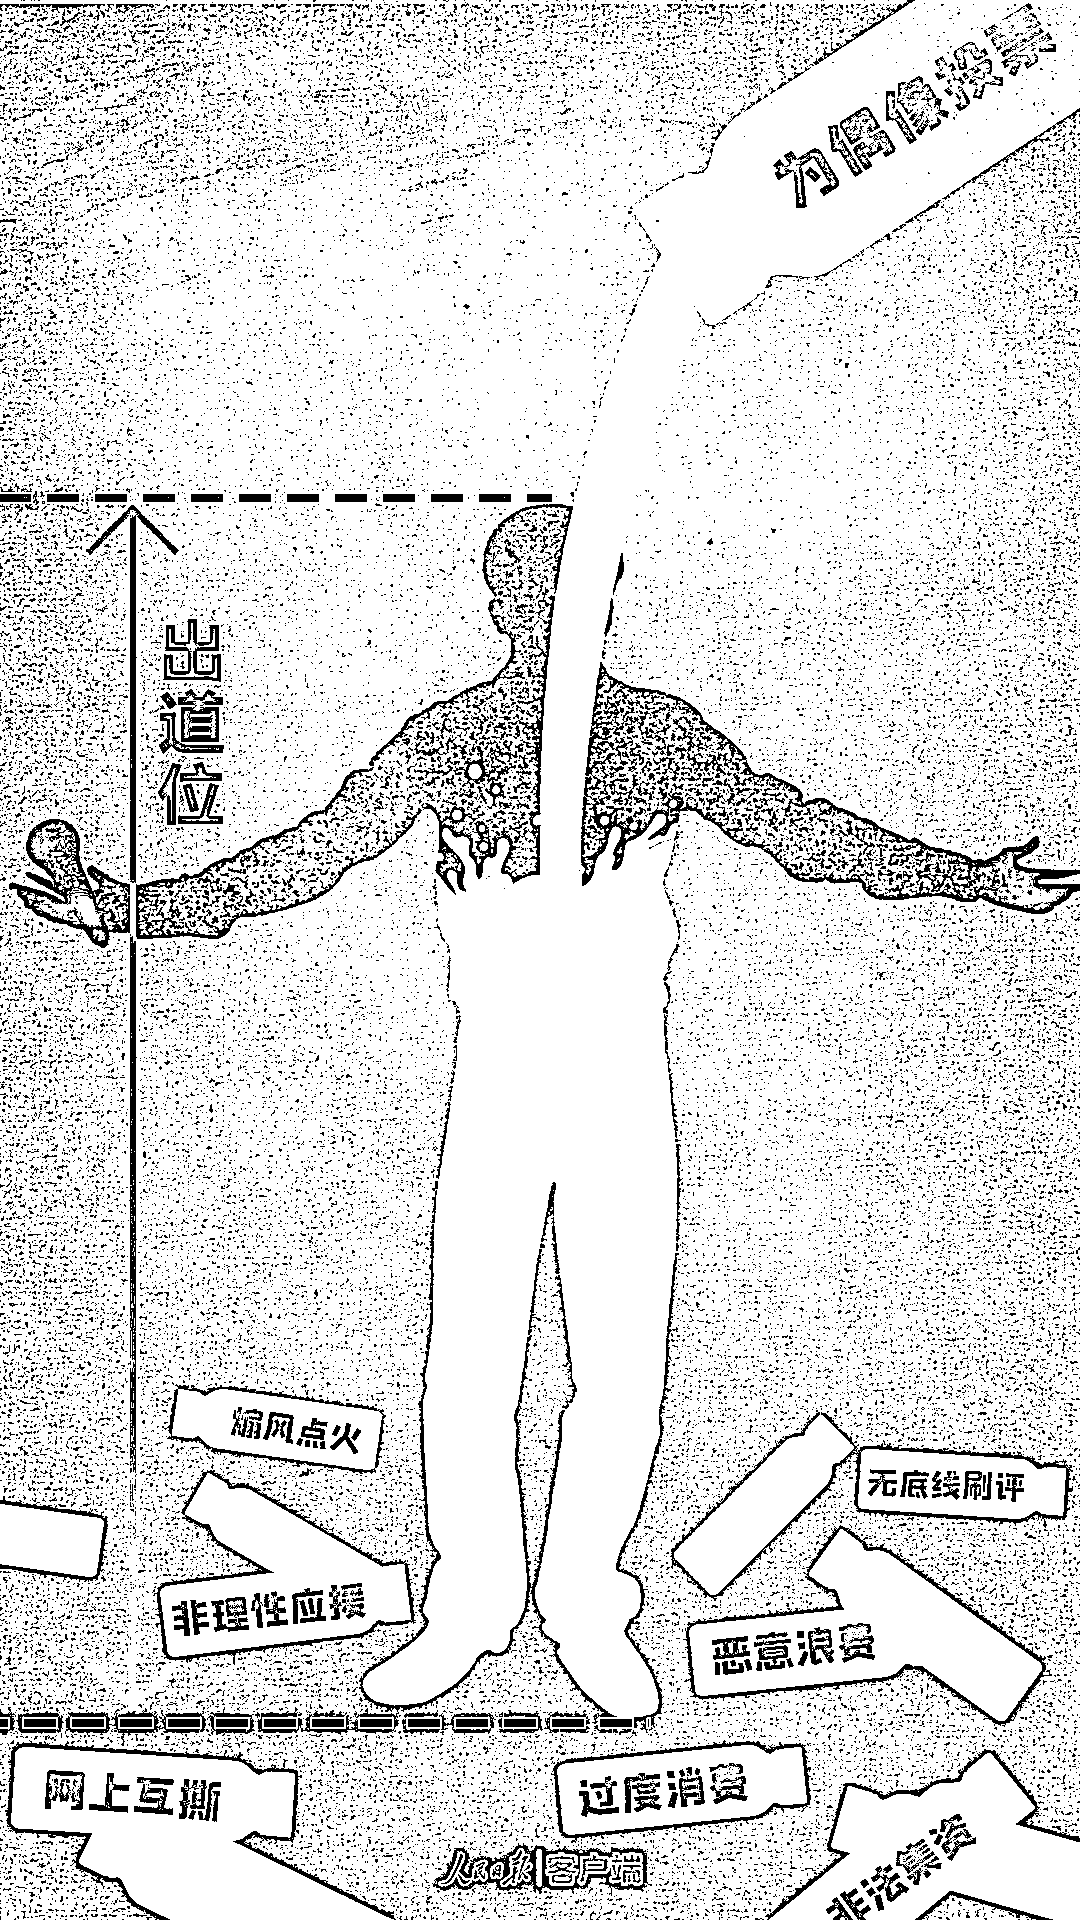 为偶像投票
出道位
煽风点火
无底线刷评
非理性应援
恶意浪费
网上互撕
过度消费
非法集资
人民日报|客户端